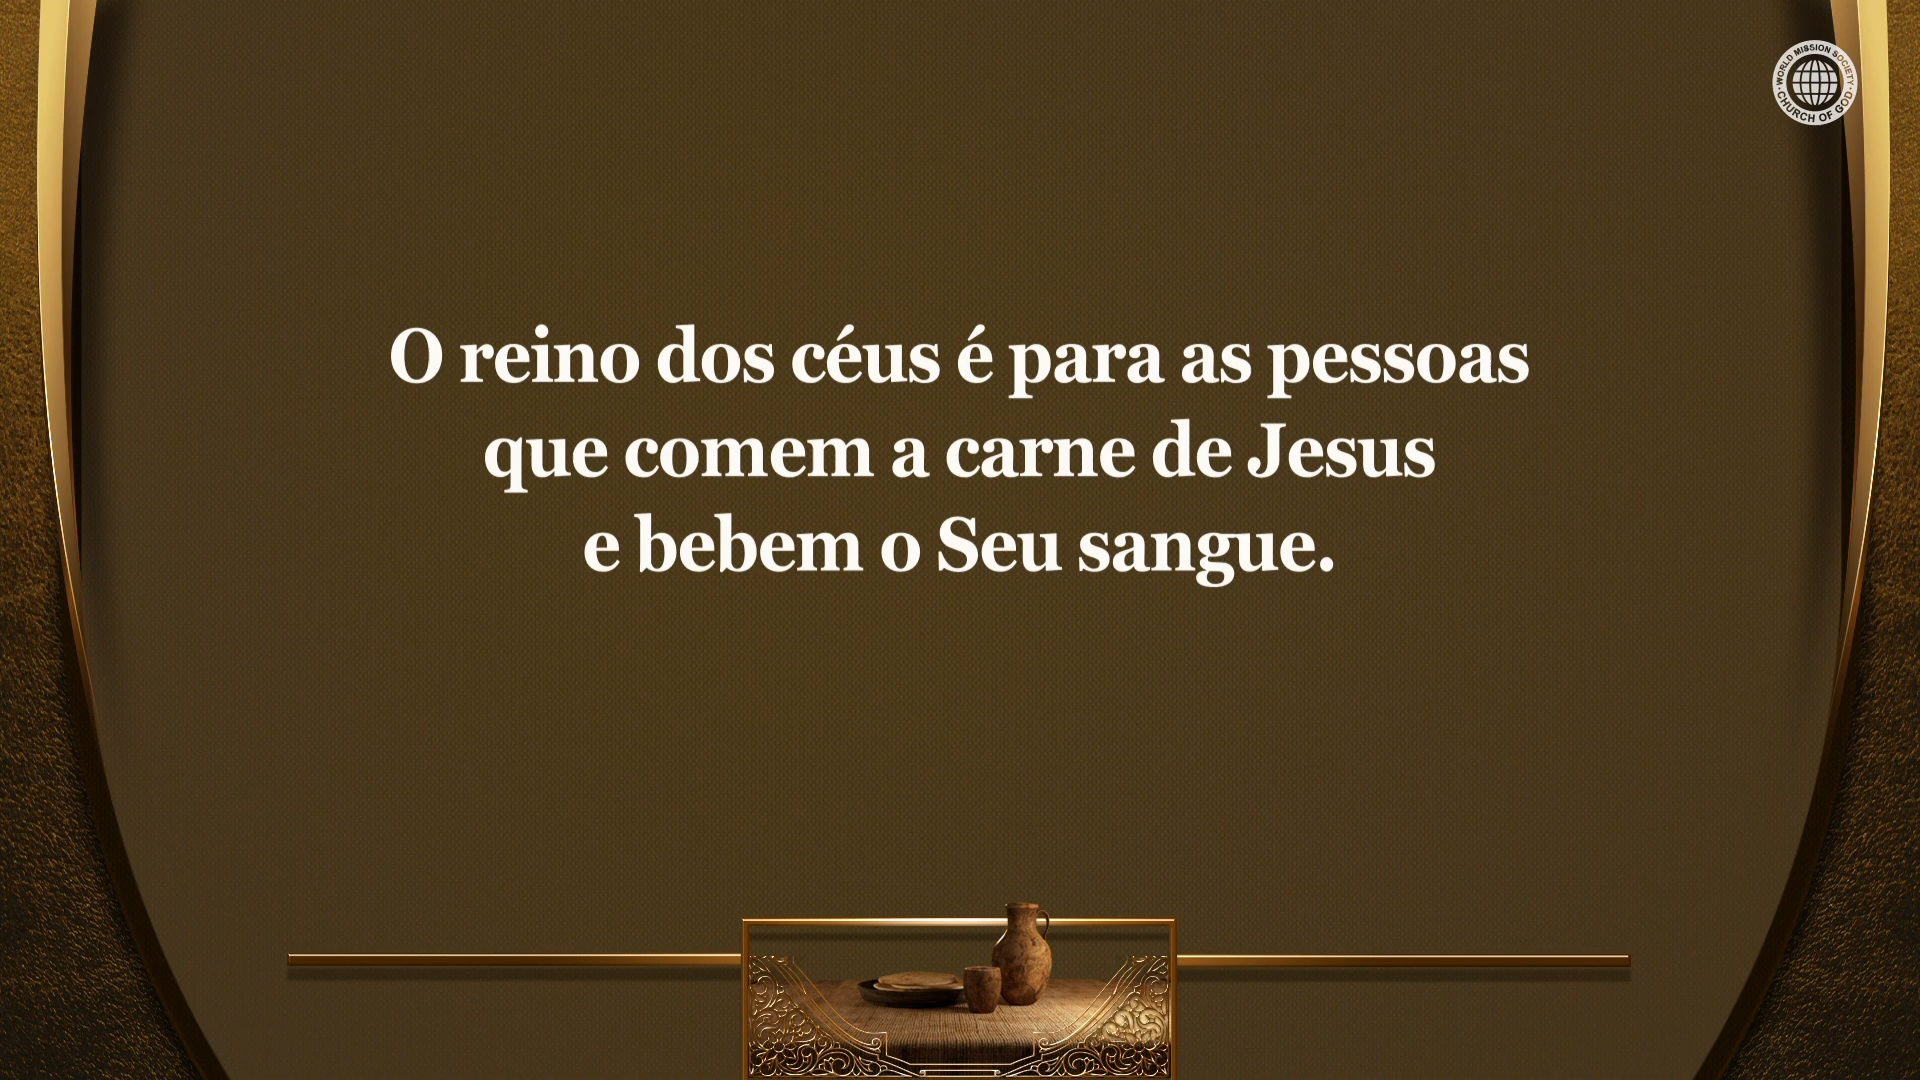 WORLD MISSION SOCIETY
CHURCH OF GOD
O reino dos céus é para as pessoas
que comem a carne de Jesus
e bebem o Seu sangue.